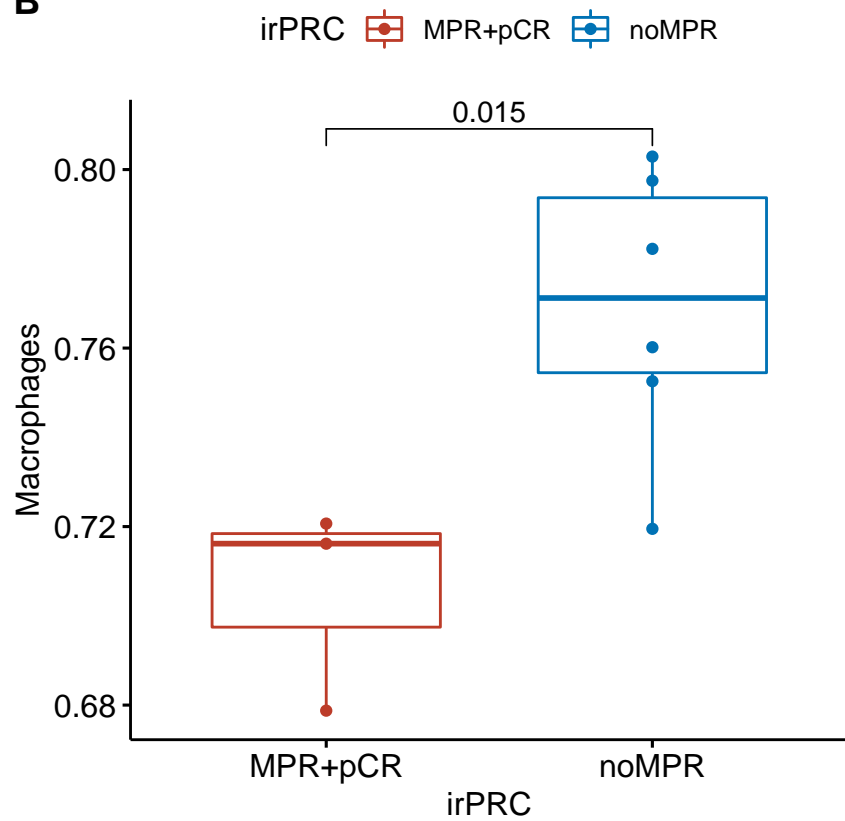 B
irPRC MPR+pCR noMPR
0.015
0.80
0.76
0.72
0.68
Macrophages
MPR+pCR noMPR
irPRC